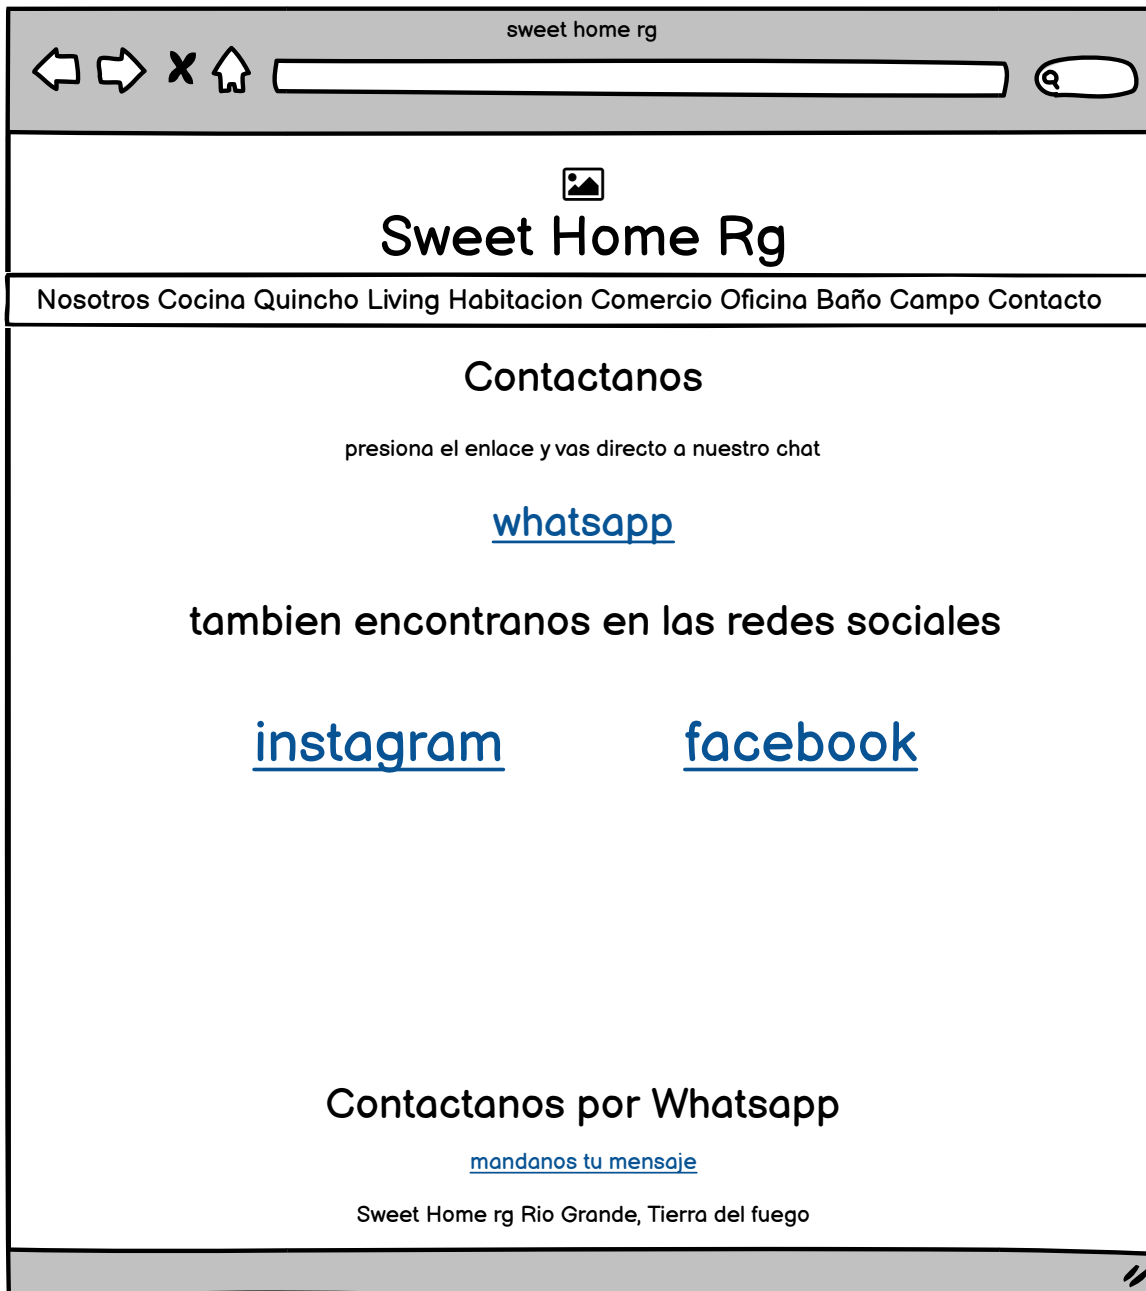 sweet home rg
Sweet Home Rg
Nosotros Cocina Quincho Living Habitacion Comercio Oficina Baño Campo Contacto
Contactanos
presiona el enlace y vas directo a nuestro chat
whatsapp
tambien encontranos en las redes sociales
instagram facebook
Contactanos por Whatsapp
mandanos tu mensaje
Sweet Home rg Rio Grande, Tierra del fuego